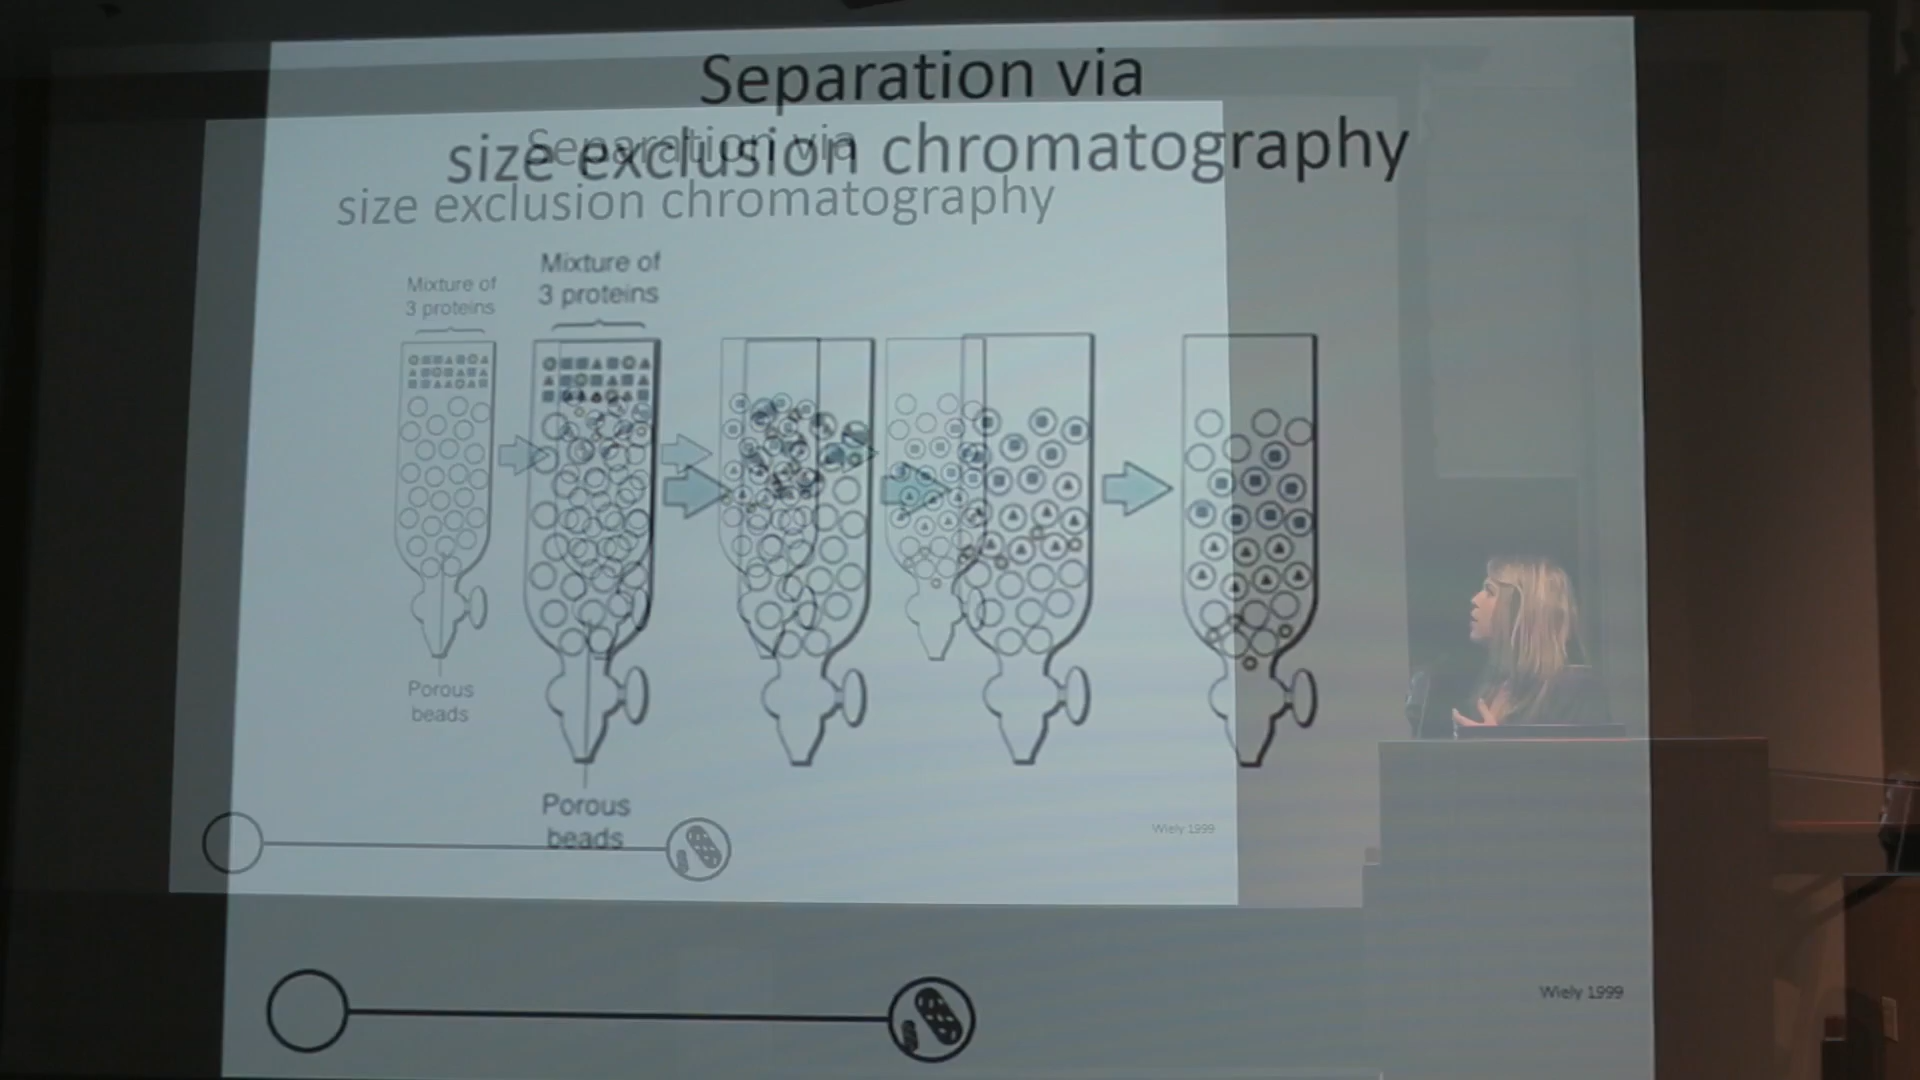 Separation via
size exclusion chromatography
Separation via
size exclusion chromatography
Mixture of
3 proteins
Mixture of
3 proteins
Porous
beads
Porous
beads
Wiely 1999
Wiely 1999